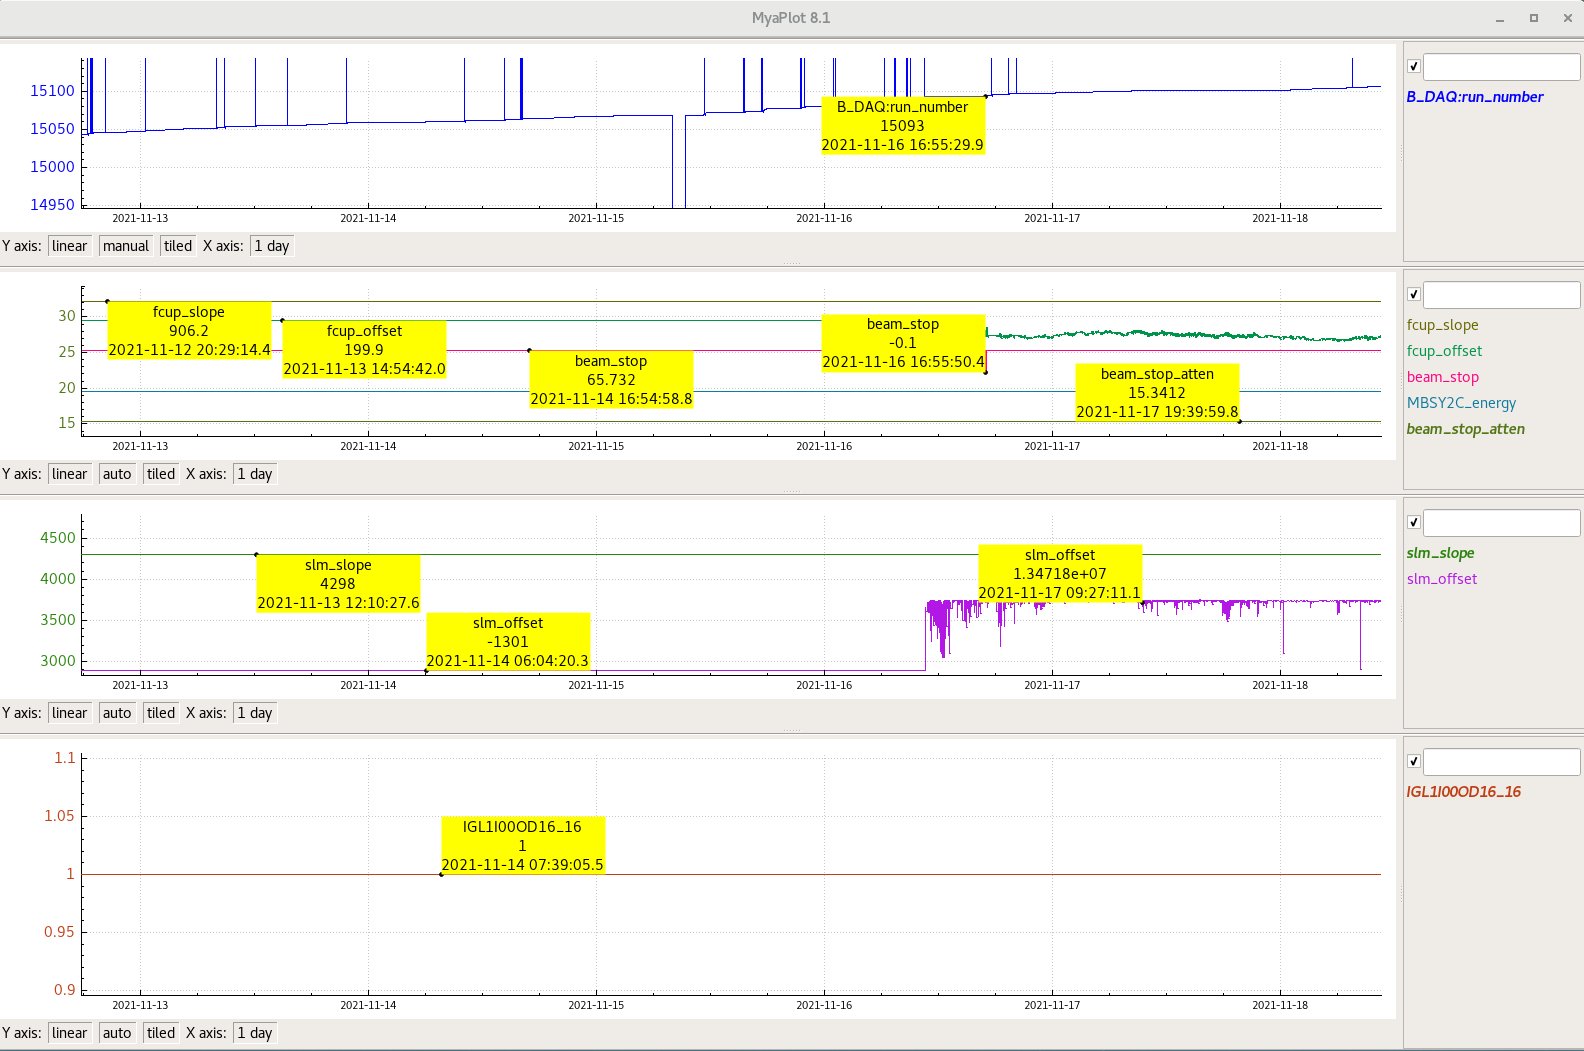 MyaPlot 8.1
15100
15050
15000
14950
B_DAQ:run_number
15093
2021-11-16 16:55:29.9
2021-11-13 2021-11-14 2021-11-15 2021-11-16 2021-11-17 2021-11-18
B_DAQ:run_number
Y axis: linear manual tiled X axis: 1 day
30
25
20
15
fcup_slope
906.2
2021-11-12 20:29:14.4
fcup_offset
199.9
2021-11-13 14:54:42.0
beam_stop
65.732
2021-11-14 16:54:58.8
beam_stop
-0.1
2021-11-16 16:55:50.4
beam_stop_atten
15.3412
2021-11-17 19:39:59.8
2021-11-13 2021-11-14 2021-11-15 2021-11-16 2021-11-17 2021-11-18
fcup_slope
fcup_offset
beam_stop
MBSY2C_energy
beam_stop_atten
Y axis: linear auto tiled X axis: 1 day
4500
4000
3500
3000
slm_slope
4298
2021-11-13 12:10:27.6
slm_offset
-1301
2021-11-14 06:04:20.3
slm_offset
1.34718e+07
2021-11-17 09:27:11.1
2021-11-13 2021-11-14 2021-11-15 2021-11-16 2021-11-17 2021-11-18
slm_slope
slm_offset
Y axis: linear auto tiled X axis: 1 day
1.1
1.05
1
0.95
0.9
IGL1I00OD16_16
1
2021-11-14 07:39:05.5
2021-11-13 2021-11-14 2021-11-15 2021-11-16 2021-11-17 2021-11-18
IGL1I00OD16_16
Y axis: linear auto tiled X axis: 1 day